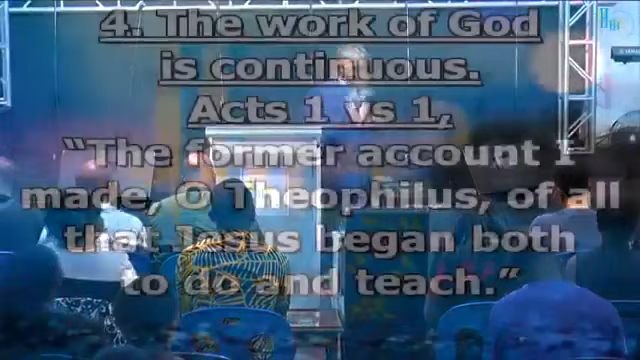 4. The work of God
is continuous.
Acts 1 vs 1,
“The former account I
made, O Theophilus, of all
that Jesus began both
to do and teach.”